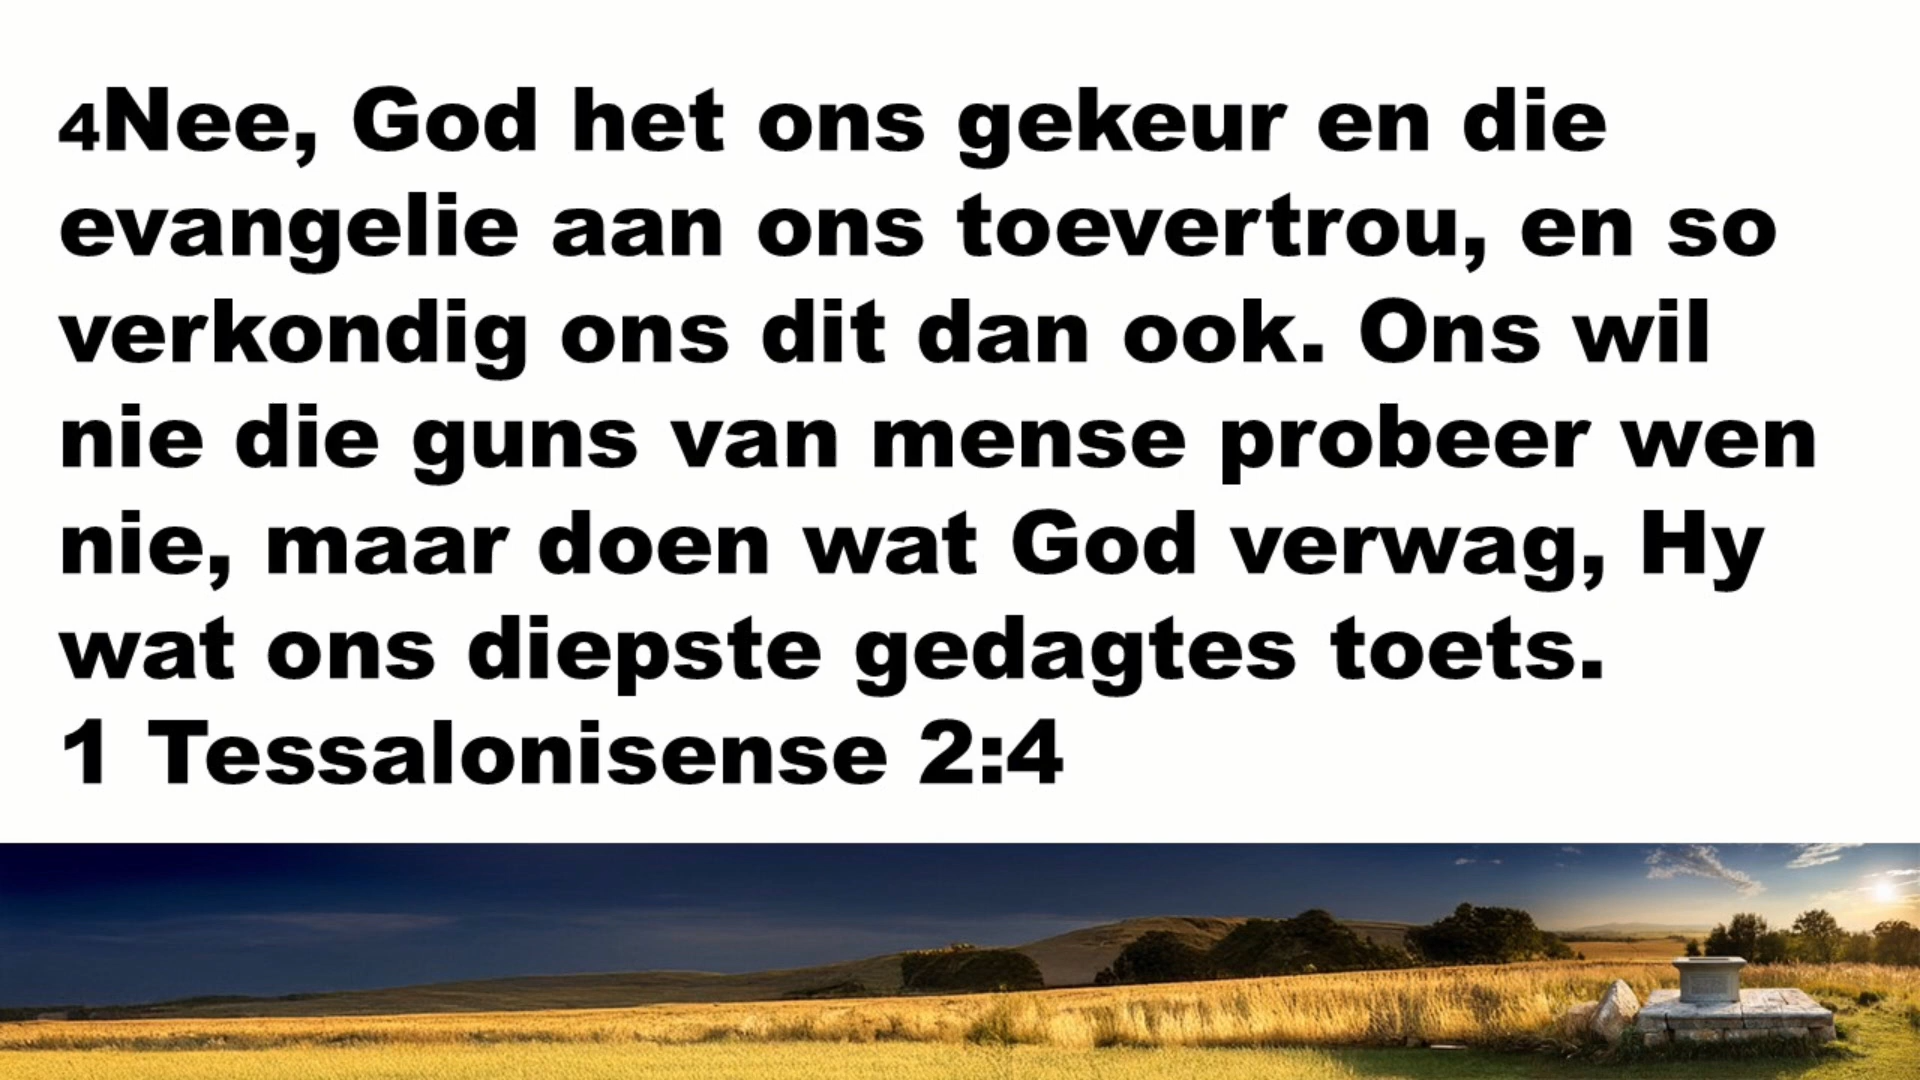 4Nee, God het ons gekeur en die
evangelie aan ons toevertrou, en so
verkondig ons dit dan ook. Ons wil
nie die guns van mense probeer wen
nie, maar doen wat God verwag, Hy
wat ons diepste gedagtes toets.
1 Tessalonisense 2:4